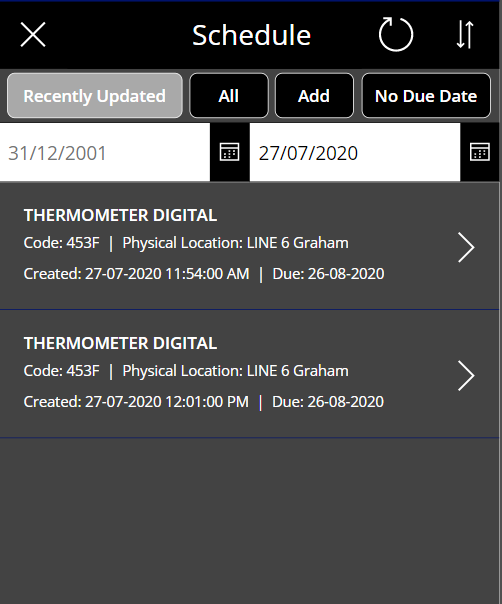 Schedule
Recently Updated All Add No Due Date
31/12/2001 27/07/2020
THERMOMETER DIGITAL
Code: 453F | Physical Location: LINE 6 Graham
Created: 27-07-2020 11:54:00 AM | Due: 26-08-2020
THERMOMETER DIGITAL
Code: 453F | Physical Location: LINE 6 Graham
Created: 27-07-2020 12:01:00 PM | Due: 26-08-2020